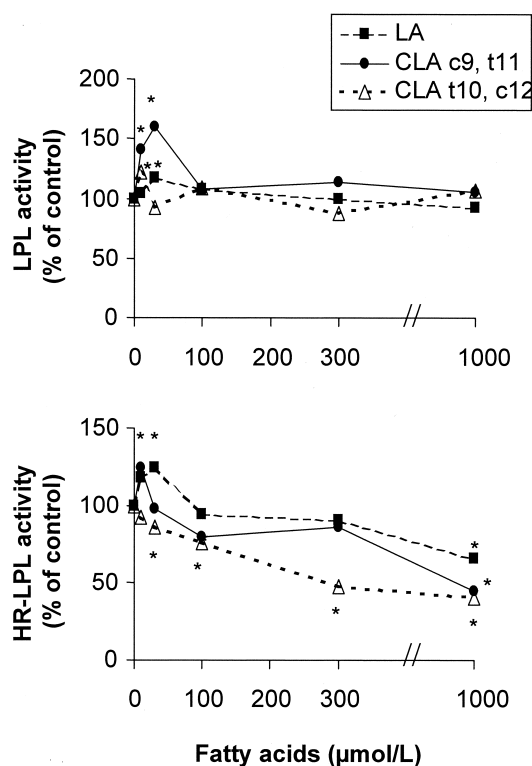 LA
CLA c9, t11
CLA t10, c12
LPL activity
(% of control)
200
150
100
50
0
*
*
**
0 100 200 300 1000
HR-LPL activity
(% of control)
150
100
50
0
* *
*
*
*
*
*
*
0 100 200 300 1000
Fatty acids (µmol/L)